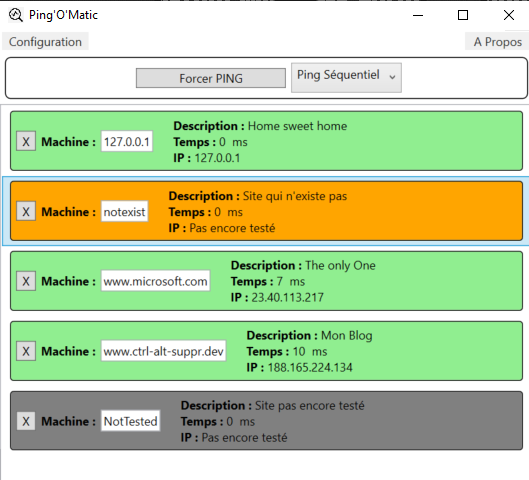 Ping'O'Matic
Configuration A Propos
Forcer PING Ping Séquentiel
Description : Home sweet home
X Machine : 127.0.0.1 Temps : 0 ms
IP : 127.0.0.1
Description : Site qui n'existe pas
X Machine : notexist Temps : 0 ms
IP : Pas encore testé
Description : The only One
X Machine : www.microsoft.com Temps : 7 ms
IP : 23.40.113.217
Description : Mon Blog
X Machine : www.ctrl-alt-suppr.dev Temps : 10 ms
IP : 188.165.224.134
Description : Site pas encore testé
X Machine : NotTested Temps : 0 ms
IP : Pas encore testé